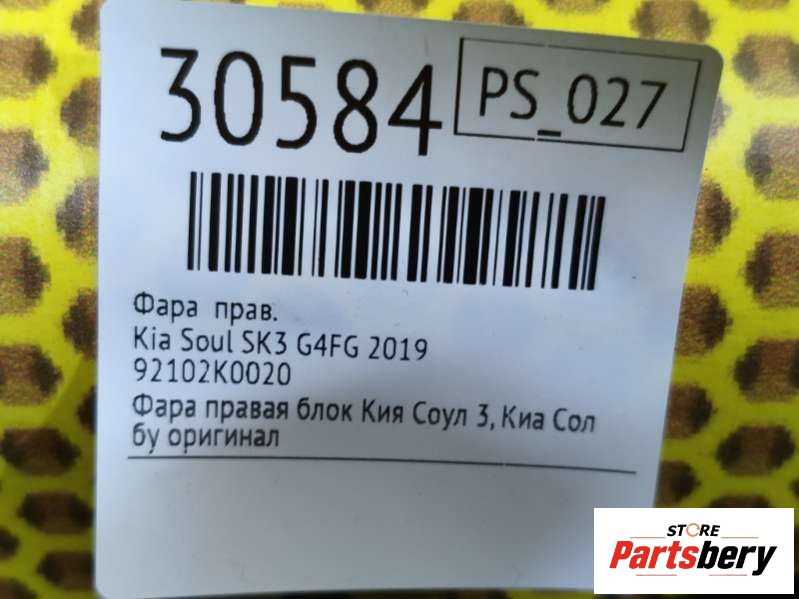 30584
PS_027
Фара прав.
Kia Soul SK3 G4FG 2019
92102K0020
Фара правая блок Кия Соул 3, Киа Сол
бу оригинал
STORE
Partsbery